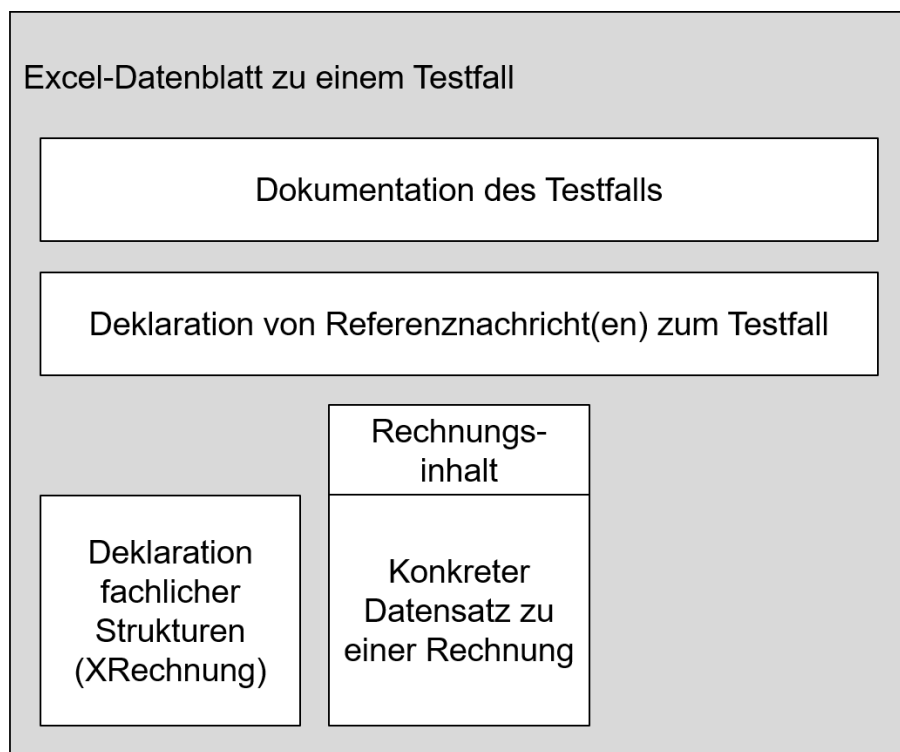 Excel-Datenblatt zu einem Testfall
Dokumentation des Testfalls
Deklaration von Referenznachricht(en) zum Testfall
Rechnungs-
inhalt
Deklaration
fachlicher
Strukturen
(XRechnung)
Konkreter
Datensatz zu
einer Rechnung